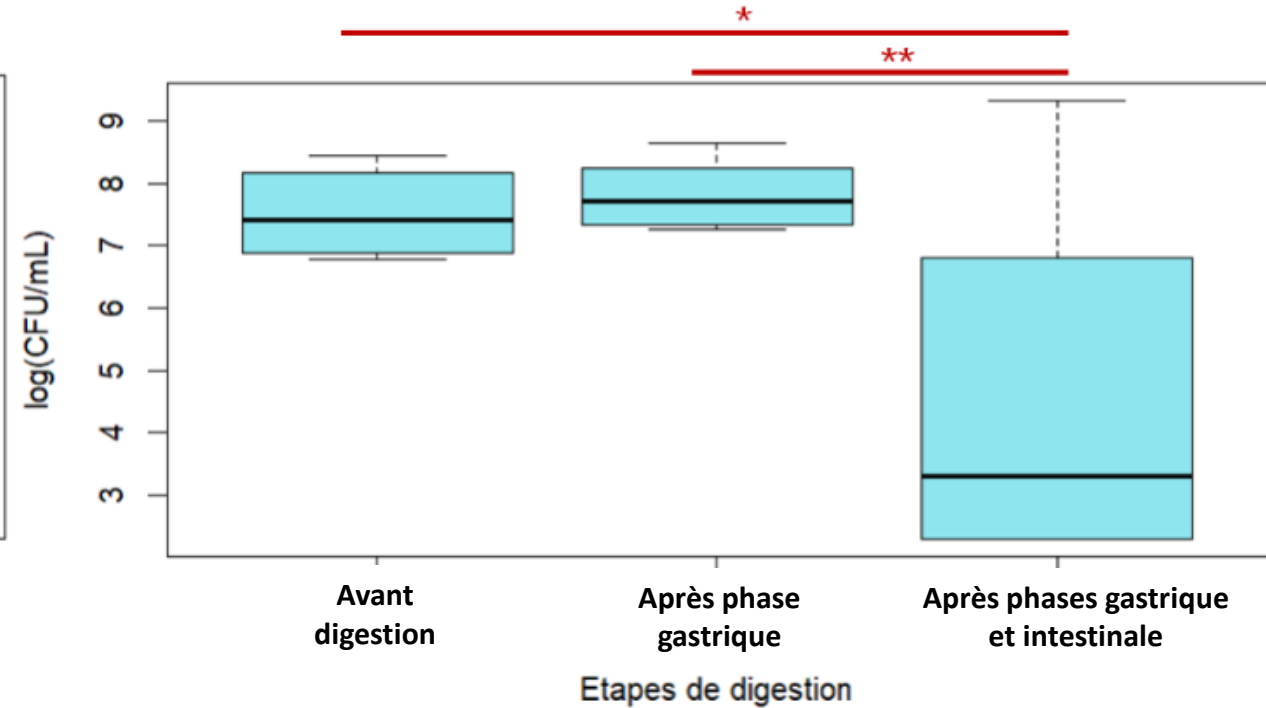 *
**
9
8
7
6
5
4
3
log(CFU/mL)
Avant
digestion
Après phase
gastrique
Après phases gastrique
et intestinale
Etapes de digestion